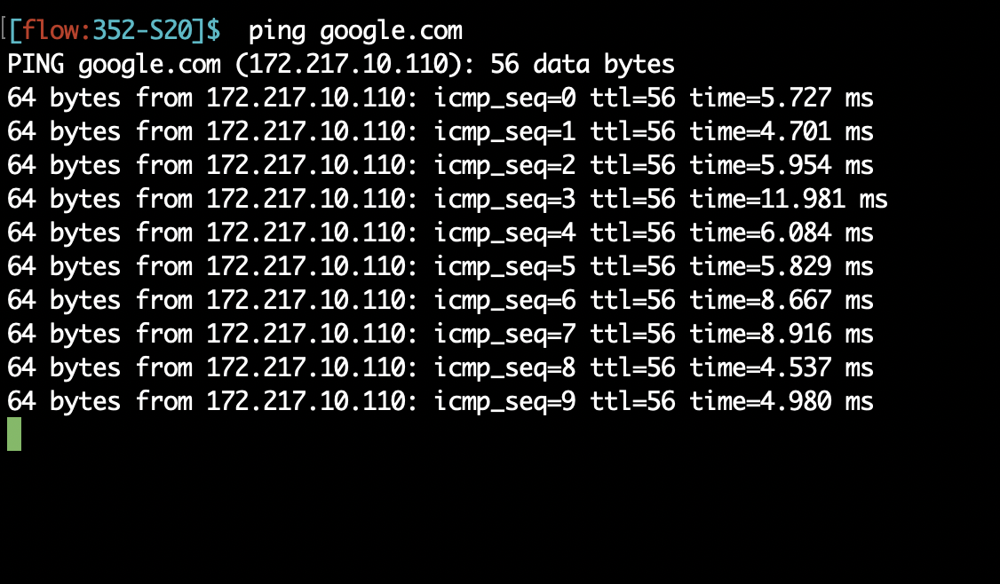 [flow:352-S20]$  ping google.com
PING google.com (172.217.10.110): 56 data bytes
64 bytes from 172.217.10.110: icmp_seq=0 ttl=56 time=5.727 ms
64 bytes from 172.217.10.110: icmp_seq=1 ttl=56 time=4.701 ms
64 bytes from 172.217.10.110: icmp_seq=2 ttl=56 time=5.954 ms
64 bytes from 172.217.10.110: icmp_seq=3 ttl=56 time=11.981 ms
64 bytes from 172.217.10.110: icmp_seq=4 ttl=56 time=6.084 ms
64 bytes from 172.217.10.110: icmp_seq=5 ttl=56 time=5.829 ms
64 bytes from 172.217.10.110: icmp_seq=6 ttl=56 time=8.667 ms
64 bytes from 172.217.10.110: icmp_seq=7 ttl=56 time=8.916 ms
64 bytes from 172.217.10.110: icmp_seq=8 ttl=56 time=4.537 ms
64 bytes from 172.217.10.110: icmp_seq=9 ttl=56 time=4.980 ms